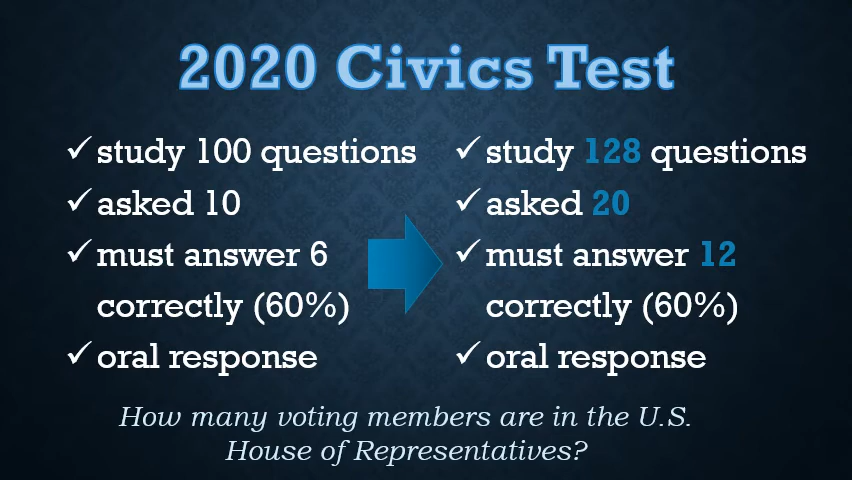 2020 Civics Test
✓ study 100 questions
✓ asked 10
✓ must answer 6
correctly (60%)
✓ oral response
✓ study 128 questions
✓ asked 20
✓ must answer 12
correctly (60%)
✓ oral response
How many voting members are in the U.S.
House of Representatives?